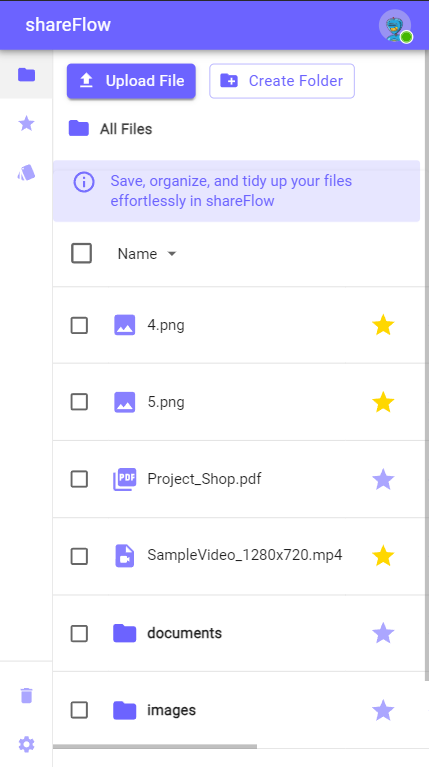 shareFlow
Upload File
Create Folder
All Files
Save, organize, and tidy up your files
effortlessly in shareFlow
Name
4.png
5.png
PDF
Project_Shop.pdf
SampleVideo_1280x720.mp4
documents
images